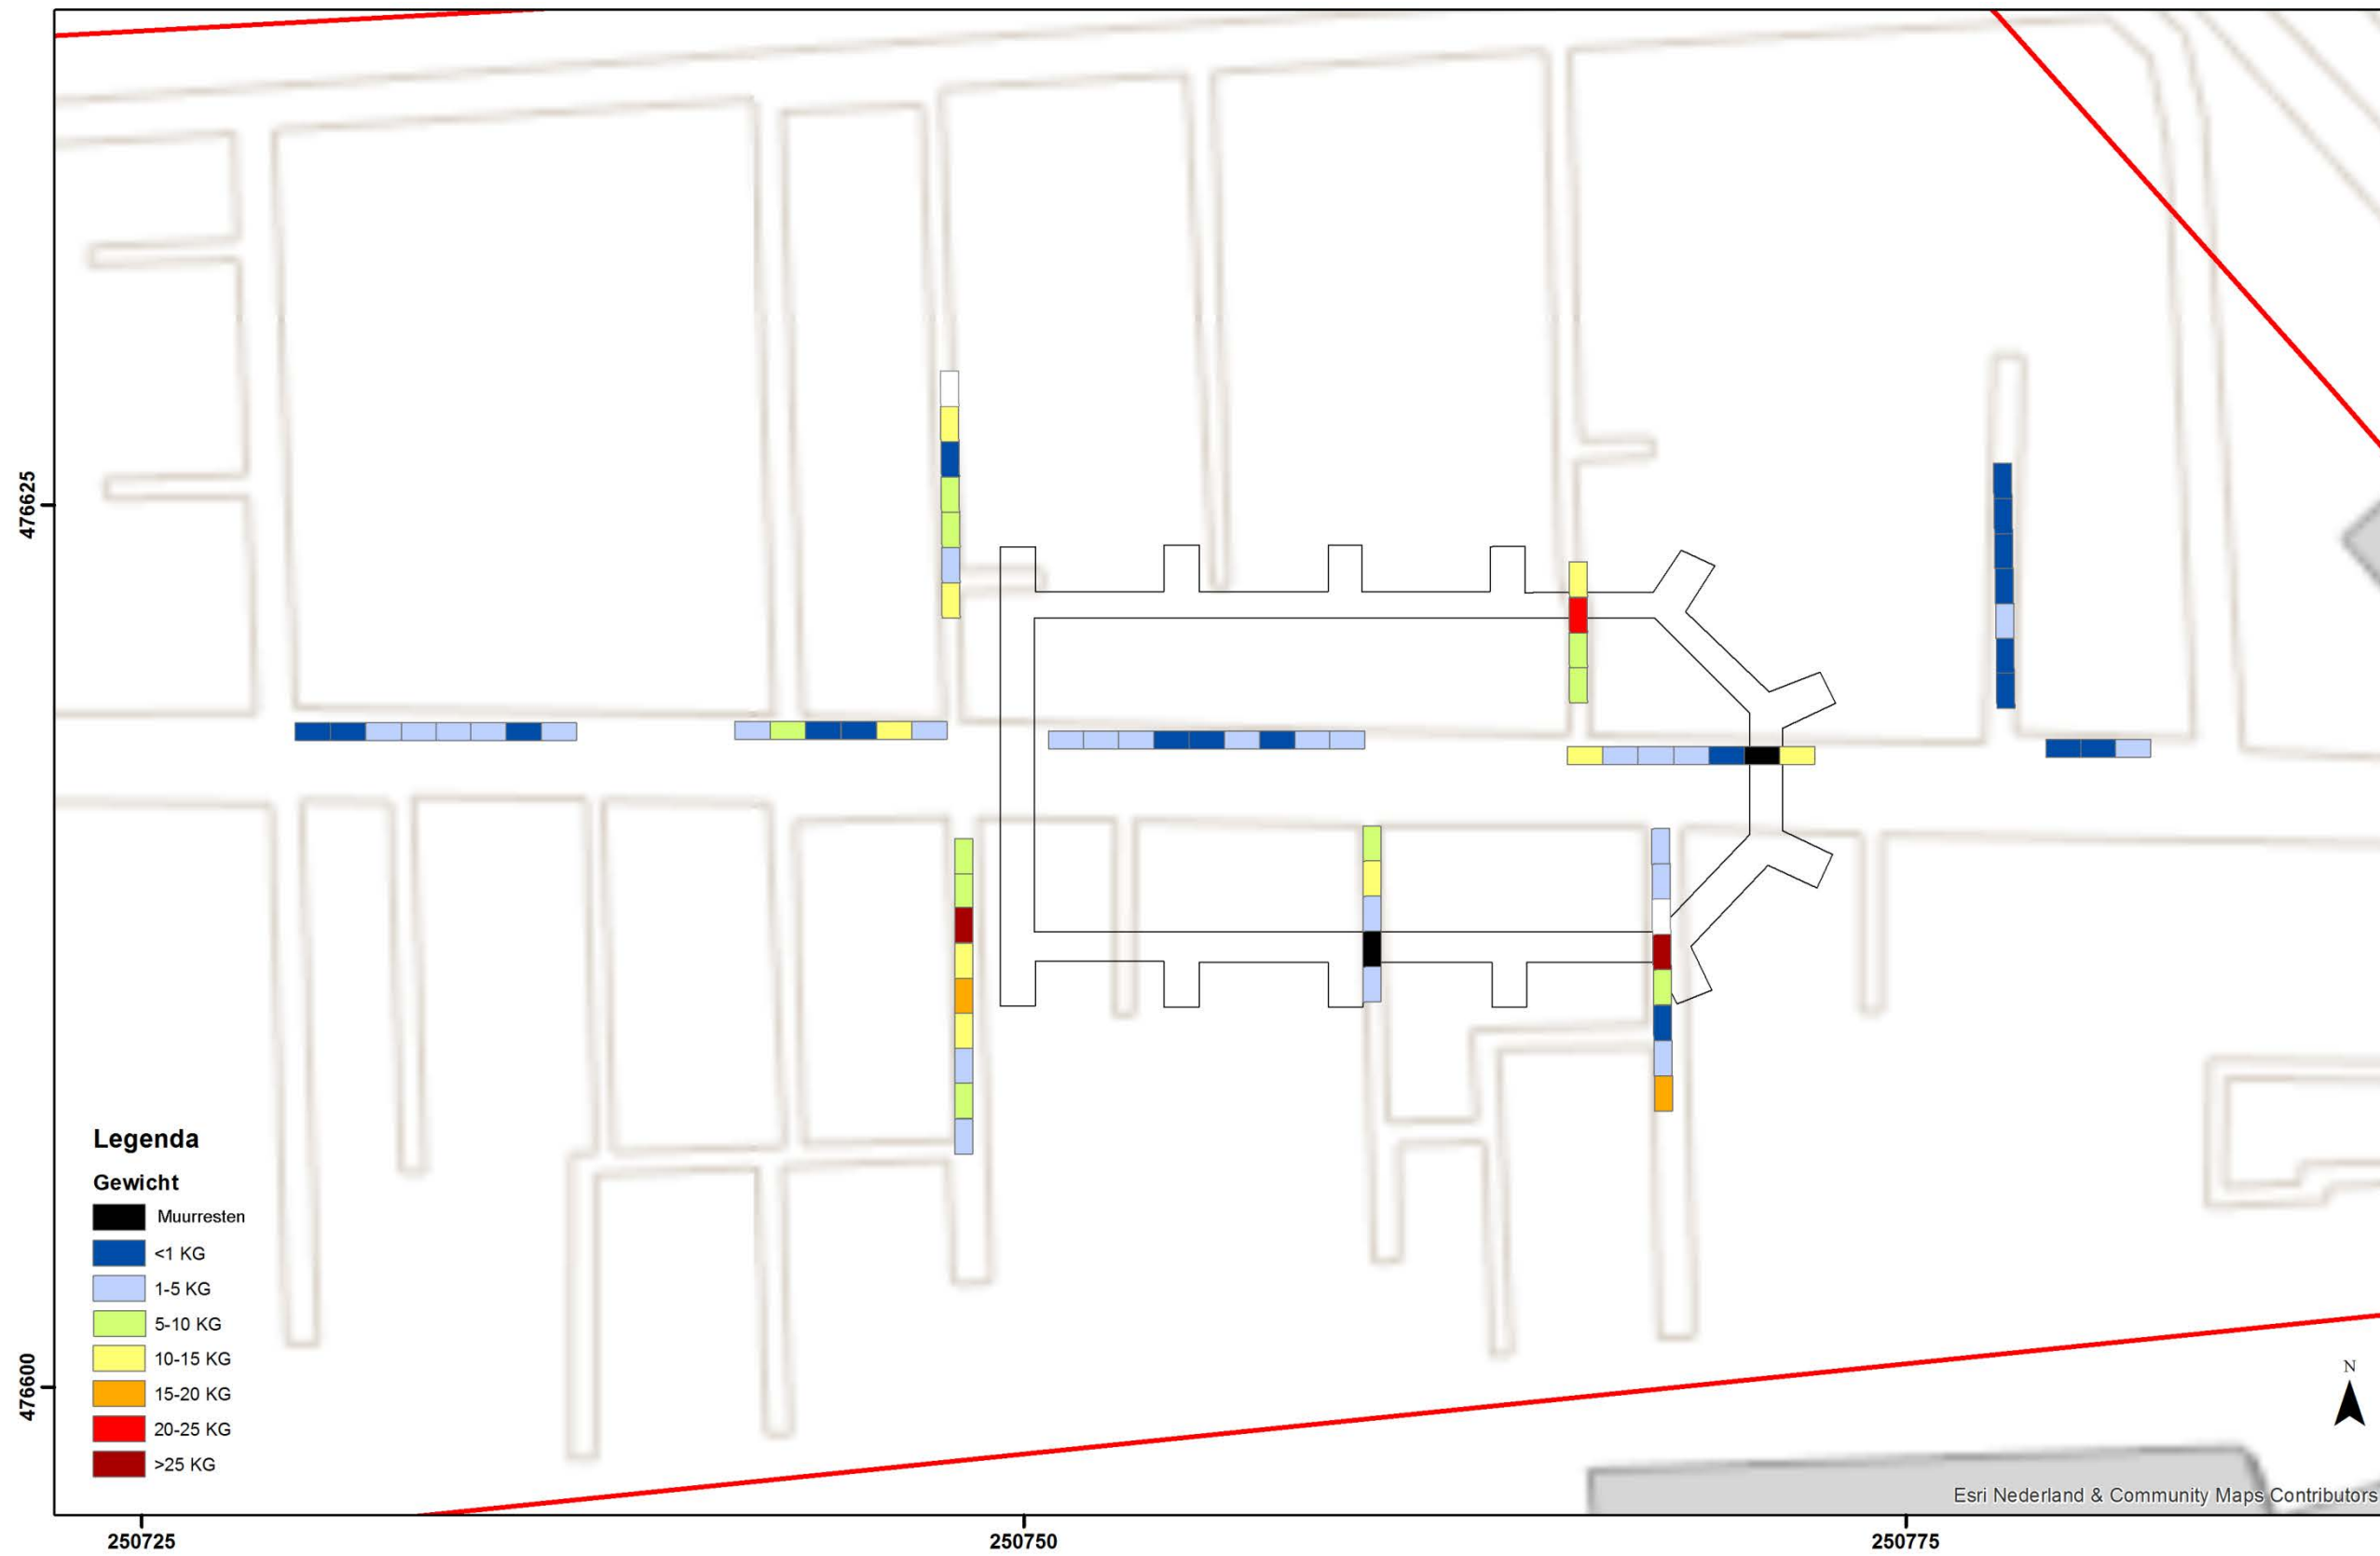 476625
476600
Legenda
Gewicht
Muurresten
<1 KG
1-5 KG
5-10 KG
10-15 KG
15-20 KG
20-25 KG
>25 KG
N
Esri Nederland & Community Maps Contributors
250725
250750
250775